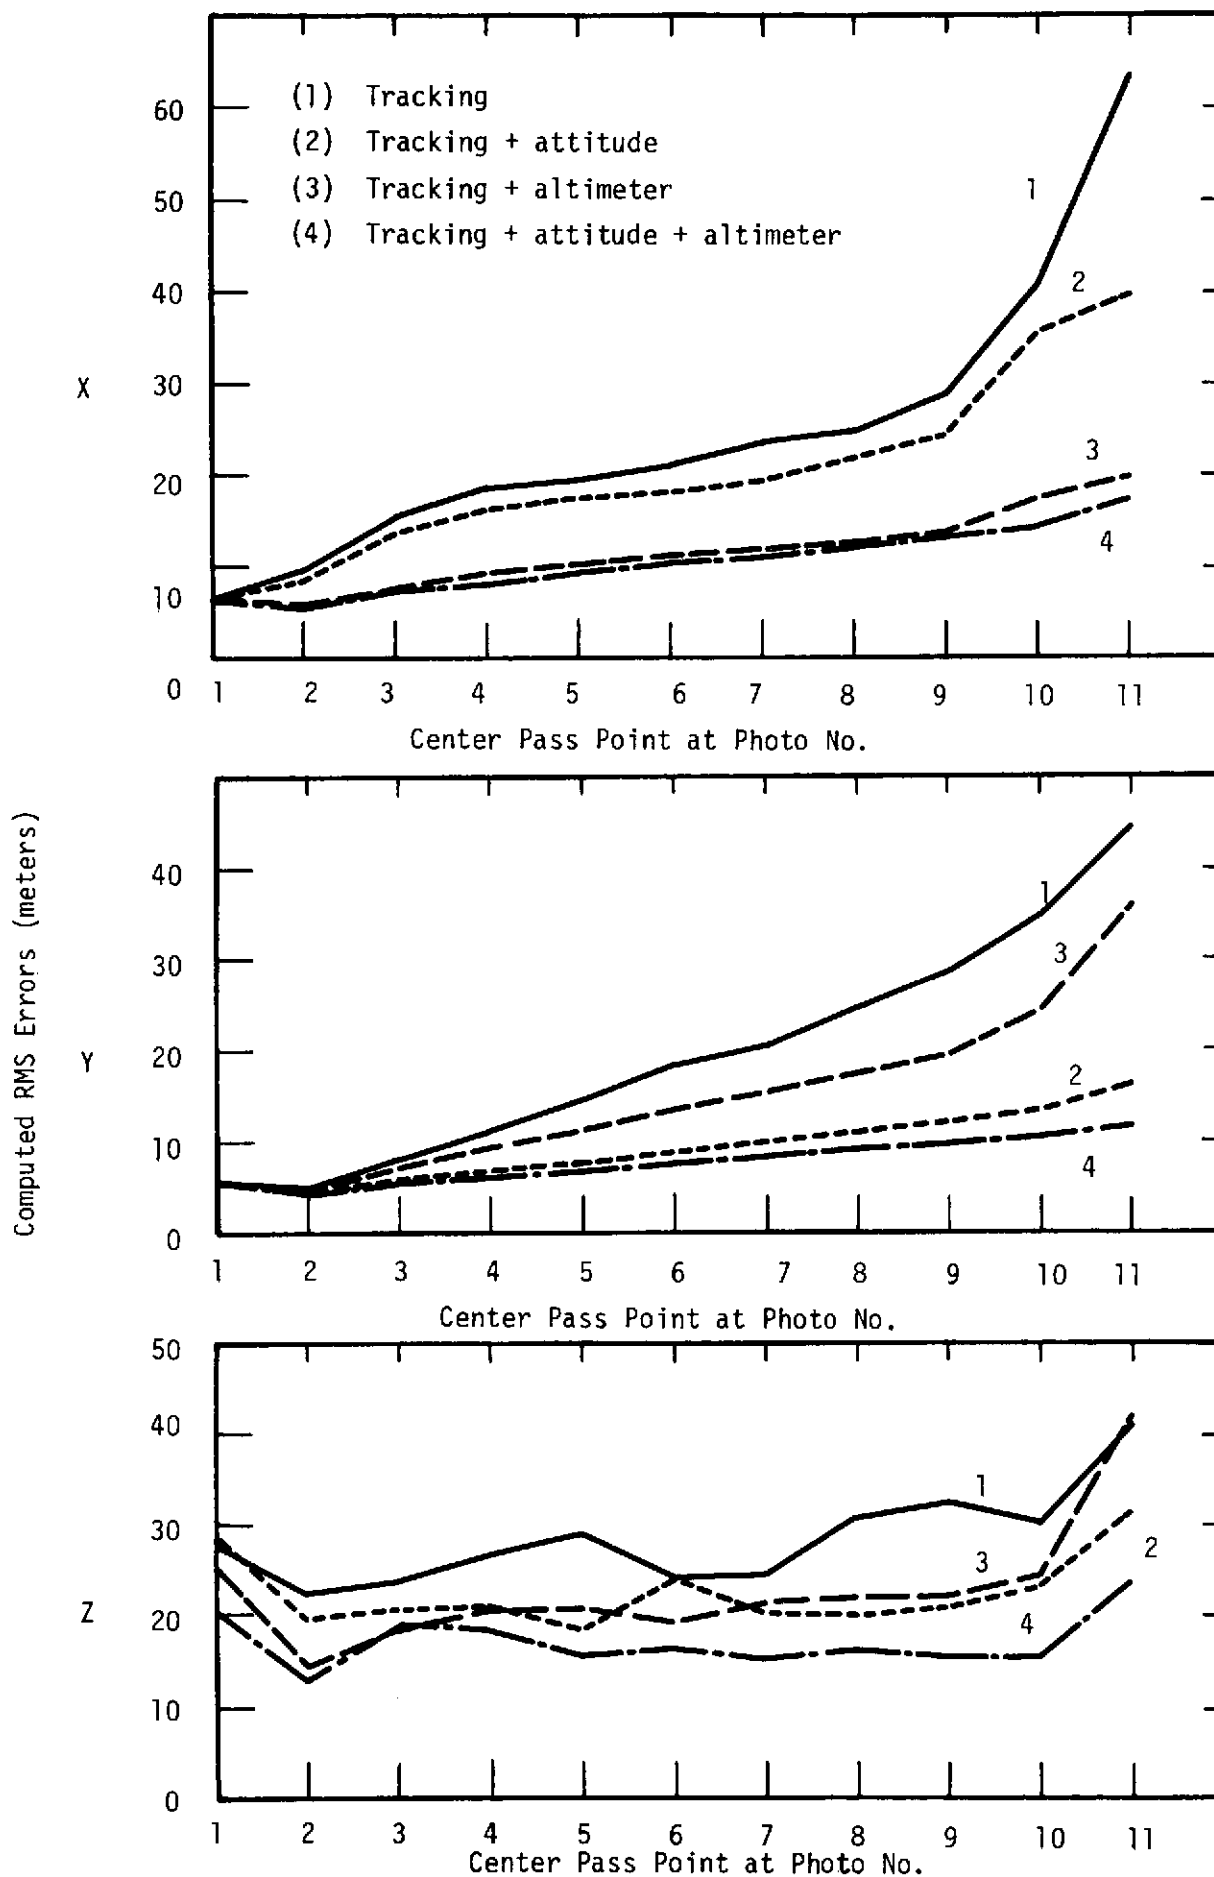 (1) Tracking
(2) Tracking + attitude
(3) Tracking + altimeter
(4) Tracking + attitude + altimeter
60
50
40
30
20
10
0
X
1
2
3
4
1 2 3 4 5 6 7 8 9 10 11
Center Pass Point at Photo No.
Computed RMS Errors (meters)
40
30
20
10
0
Y
1
3
2
4
1 2 3 4 5 6 7 8 9 10 11
Center Pass Point at Photo No.
50
40
30
20
10
0
Z
1
3
2
4
1 2 3 4 5 6 7 8 9 10 11
Center Pass Point at Photo No.